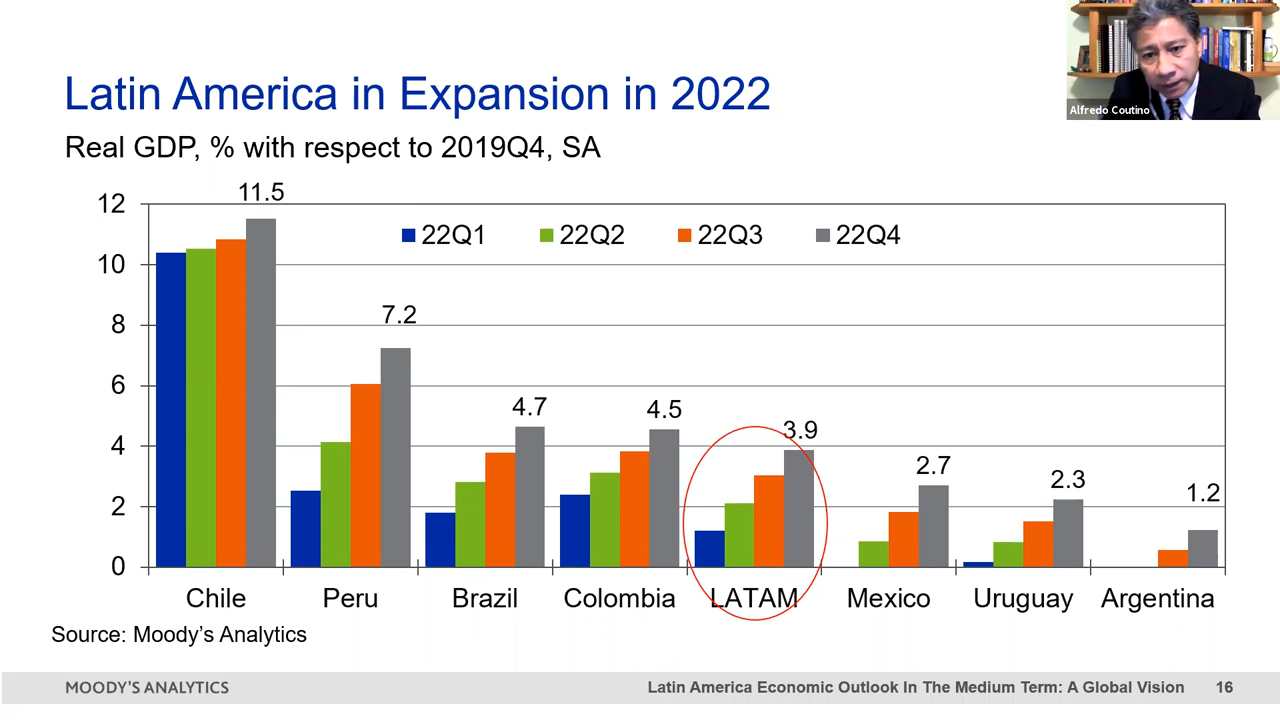 Alfredo Coutino
Latin America in Expansion in 2022
Real GDP, % with respect to 2019Q4, SA
12
10
8
6
4
2
0
22Q1 22Q2 22Q3 22Q4
11.5
7.2
4.7
4.5
3.9
2.7
2.3
1.2
Chile Peru Brazil Colombia LATAM Mexico Uruguay Argentina
Source: Moody's Analytics
MOODY'S ANALYTICS Latin America Economic Outlook In The Medium Term: A Global Vision 16